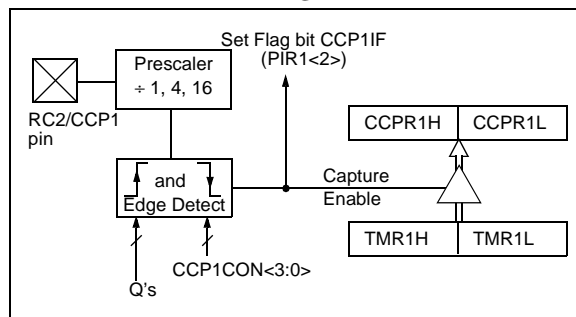 Set Flag bit CCP1IF
(PIR1<2>)
Prescaler
÷ 1, 4, 16
RC2/CCP1
pin
CCPR1H CCPR1L
and
Edge Detect
Capture
Enable
TMR1H TMR1L
CCP1CON<3:0>
Q's